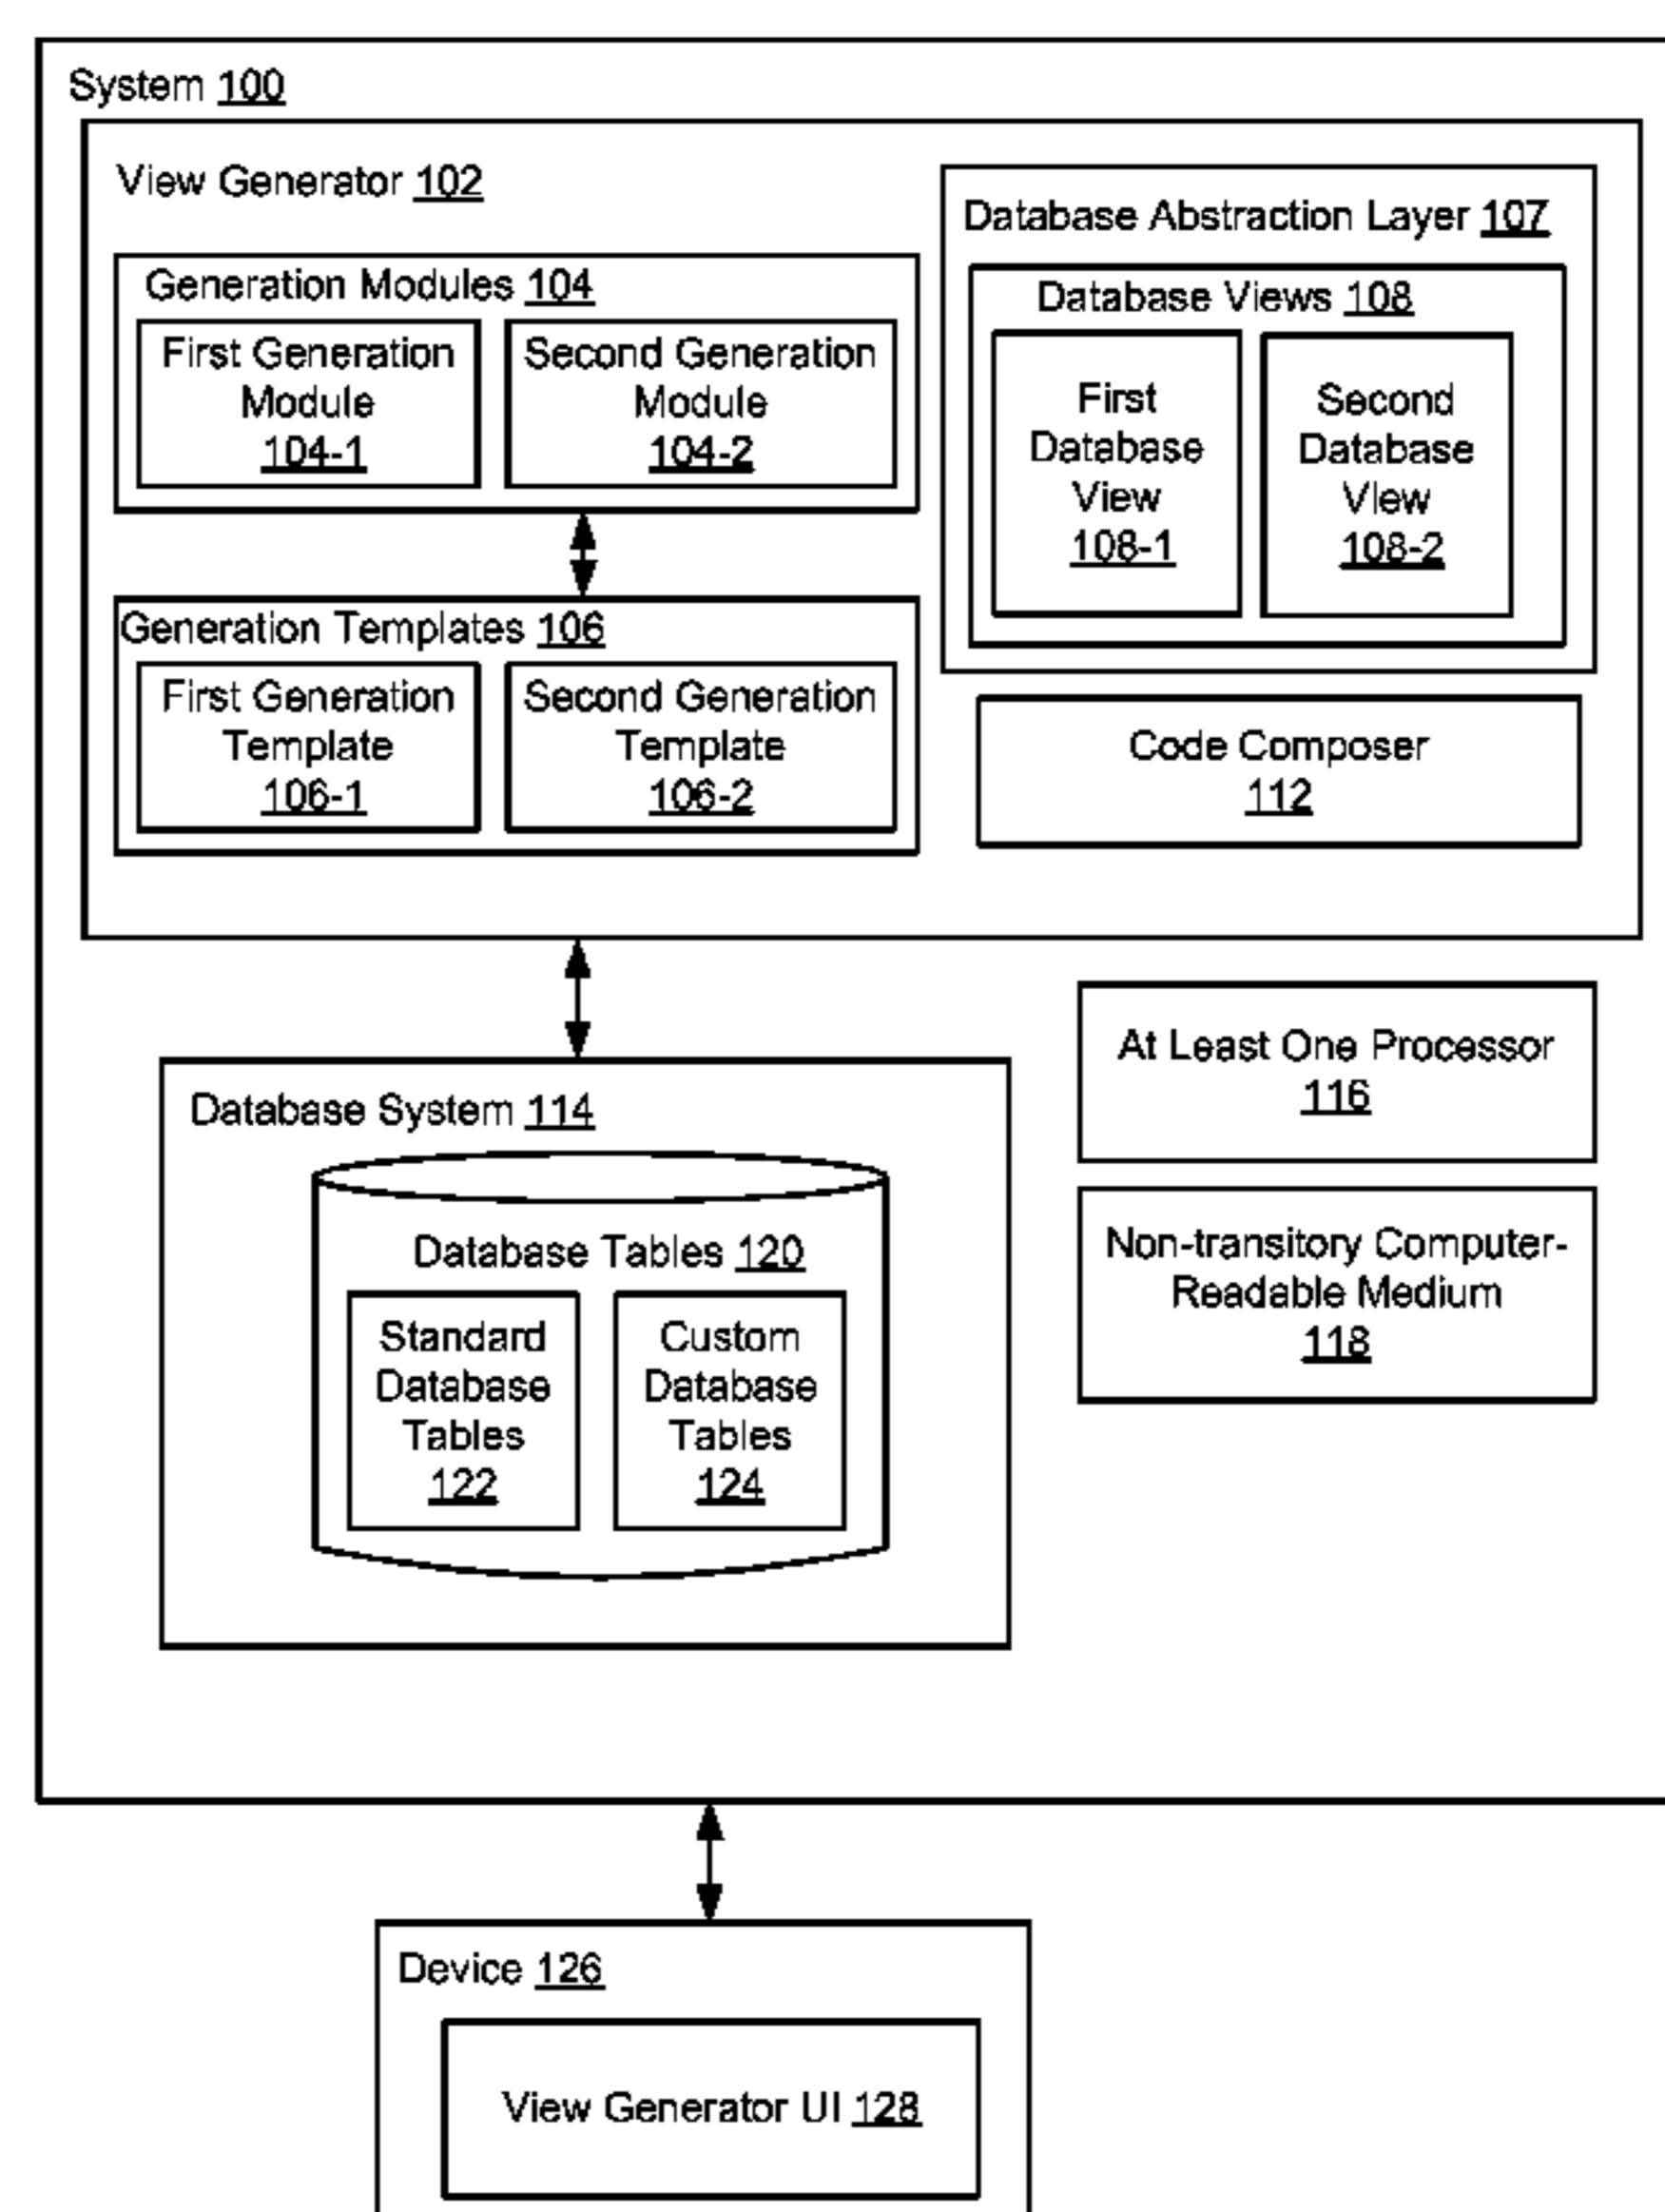 System 100
View Generator 102
Generation Modules 104
First Generation
Module
104-1
Second Generation
Module
104-2
Generation Templates 106
First Generation
Template
106-1
Second Generation
Template
106-2
Database Abstraction Layer 107
Database Views 108
First
Database
View
108-1
Second
Database
VIew
108-2
Code Composer
112
Database System 114
Database Tables 120
Standard
Database
Tables
122
Custom
Database
Tables
124
At Least One Processor
116
Non-transitory Computer-
Readable Medium
118
Device 126
View Generator UI 128